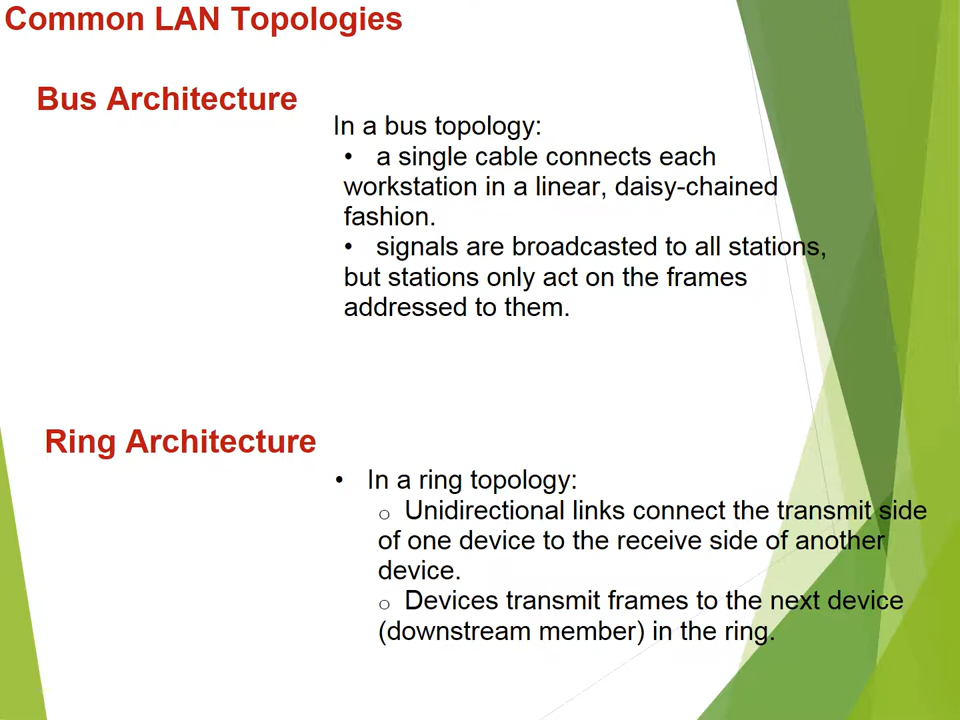 Common LAN Topologies
Bus Architecture
In a bus topology:
• a single cable connects each
workstation in a linear, daisy-chained
fashion.
• signals are broadcasted to all stations,
but stations only act on the frames
addressed to them.
Ring Architecture
• In a ring topology:
o Unidirectional links connect the transmit side
of one device to the receive side of another
device.
o Devices transmit frames to the next device
(downstream member) in the ring.